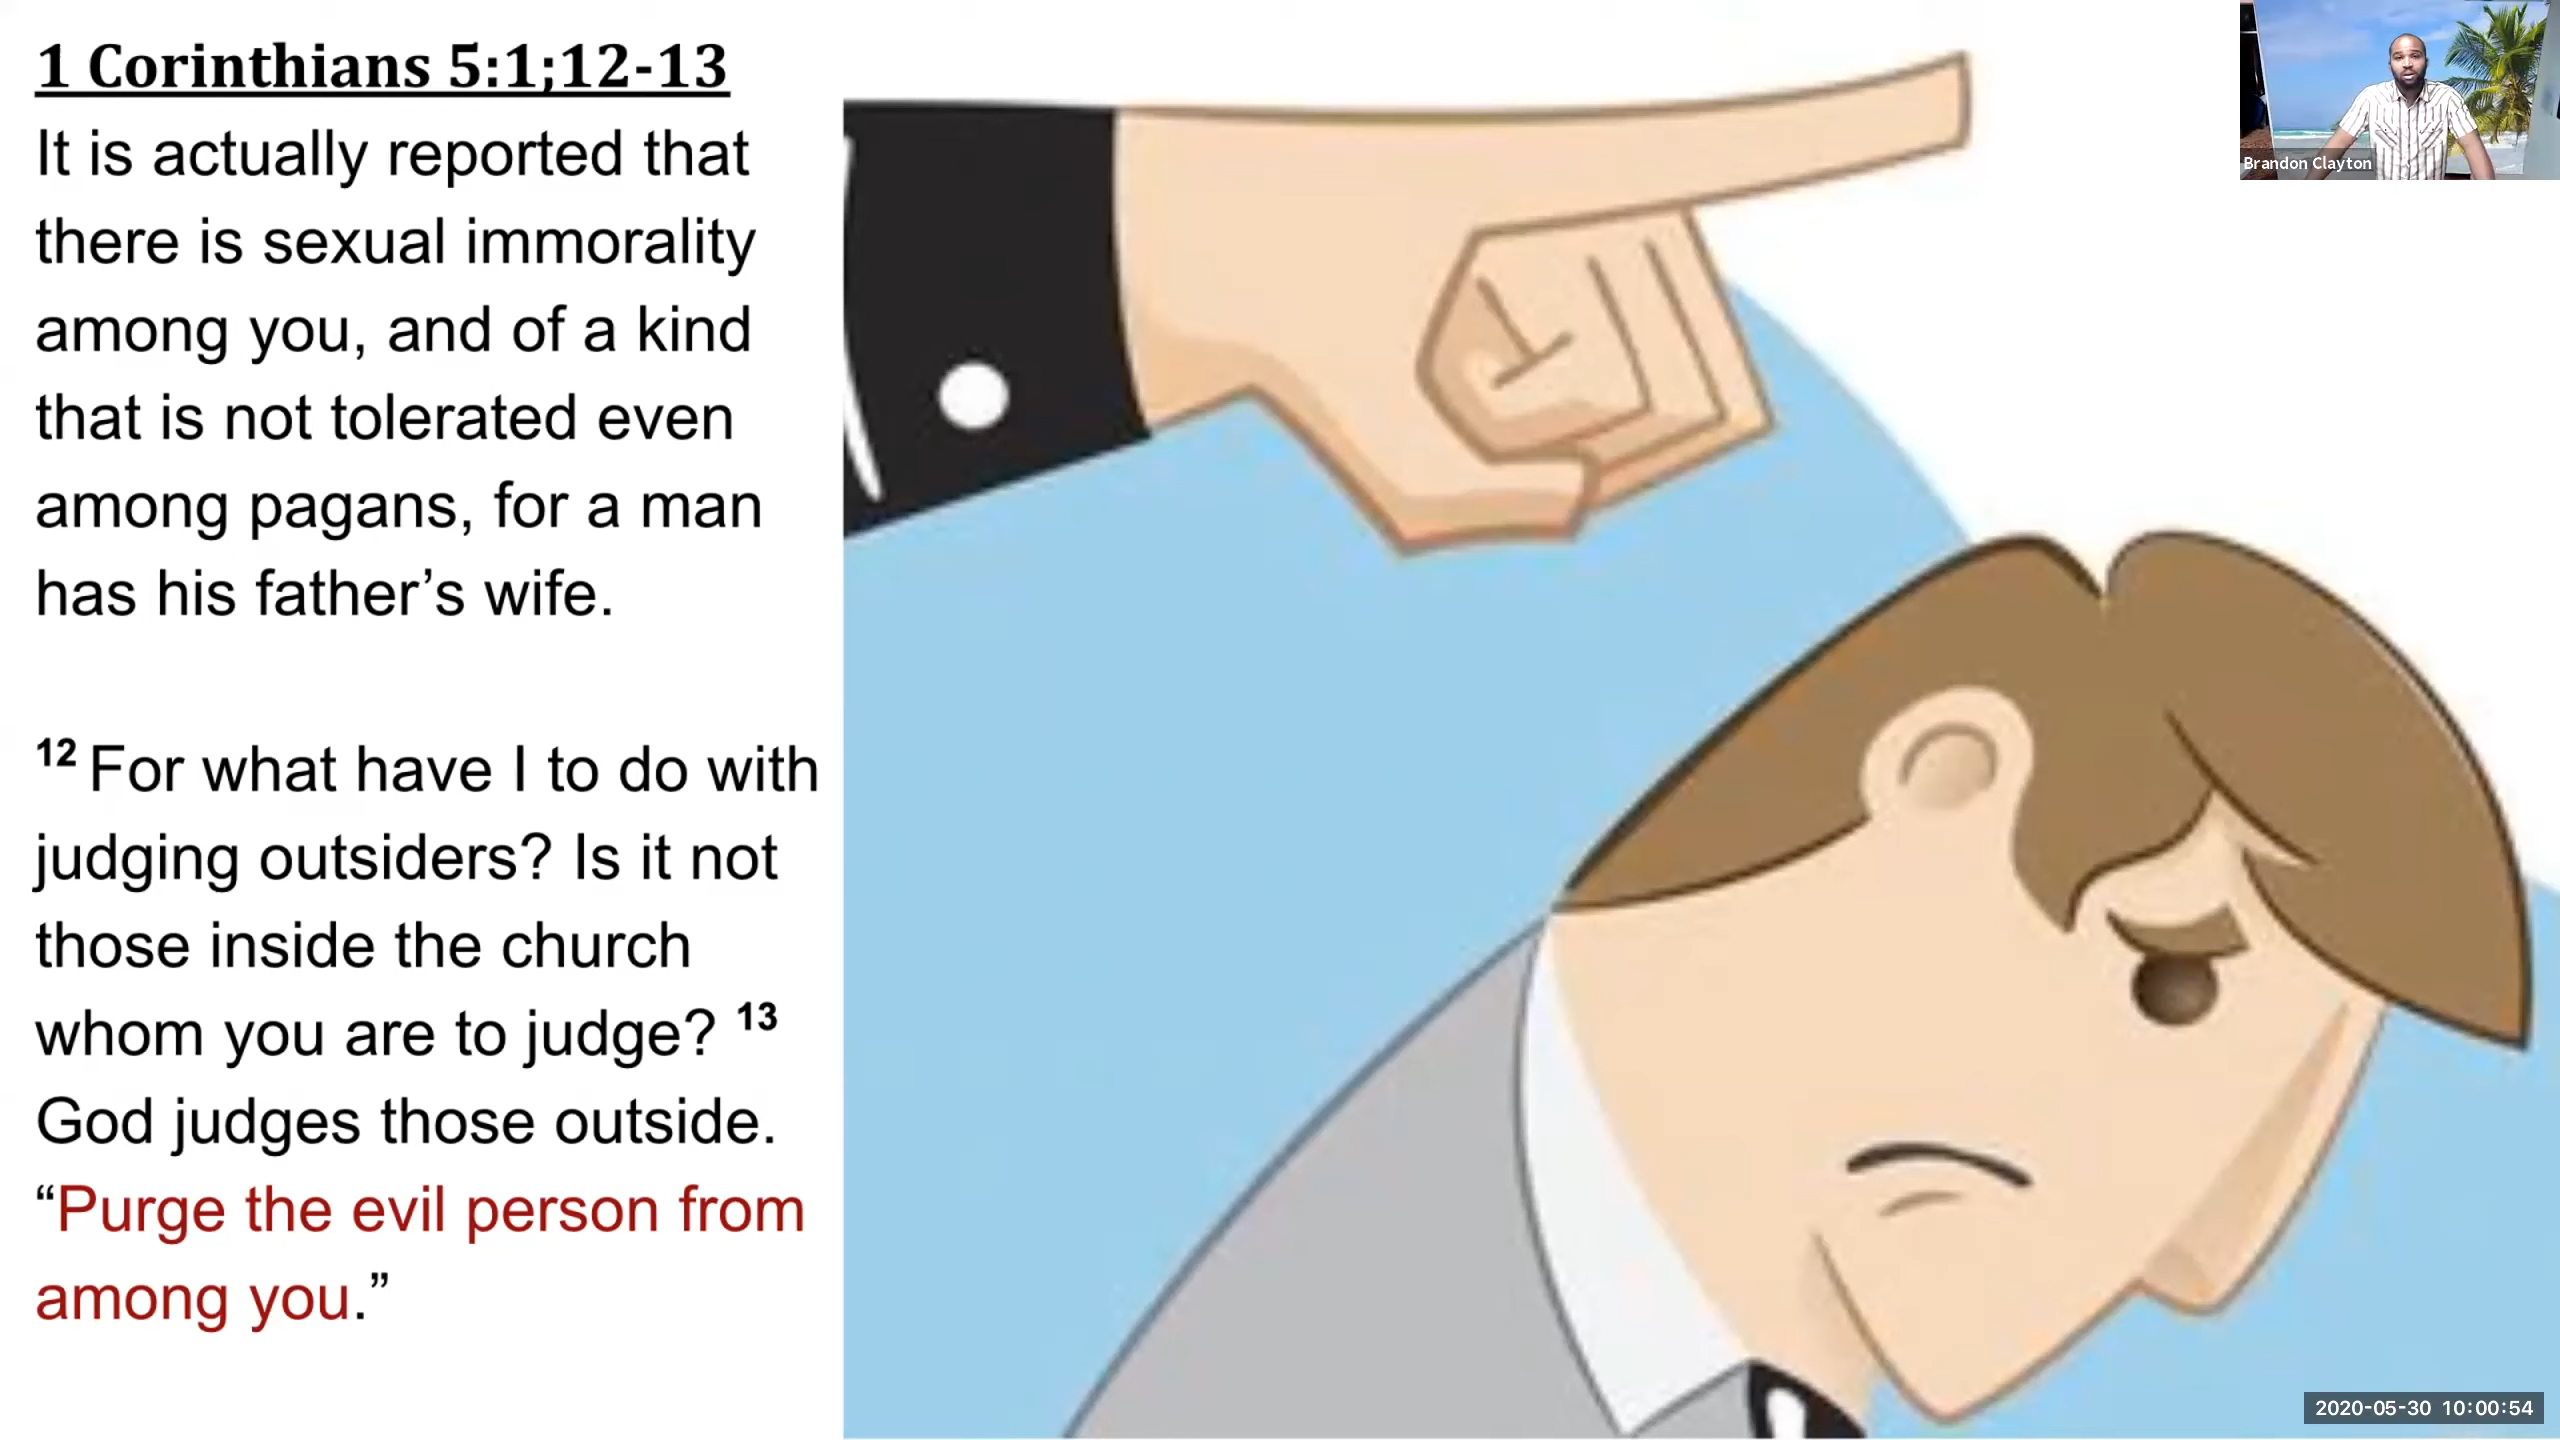 1 Corinthians 5:1;12-13
It is actually reported that
there is sexual immorality
among you, and of a kind
that is not tolerated even
among pagans, for a man
has his father’s wife.
12 For what have I to do with
judging outsiders? Is it not
those inside the church
whom you are to judge? 13
God judges those outside.
“Purge the evil person from
among you.”
Brandon Clayton
2020-05-30 10:00:54